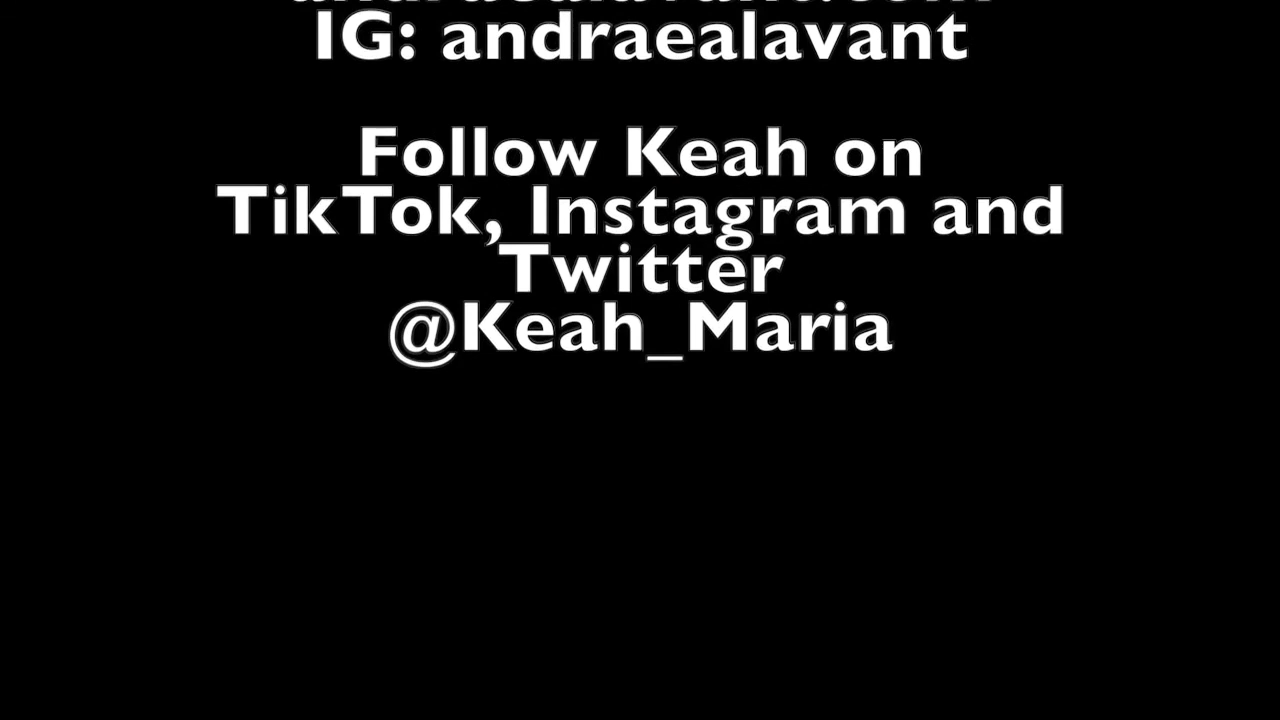 IG: andraealavant
Follow Keah on
TikTok, Instagram and
Twitter
@Keah_Maria